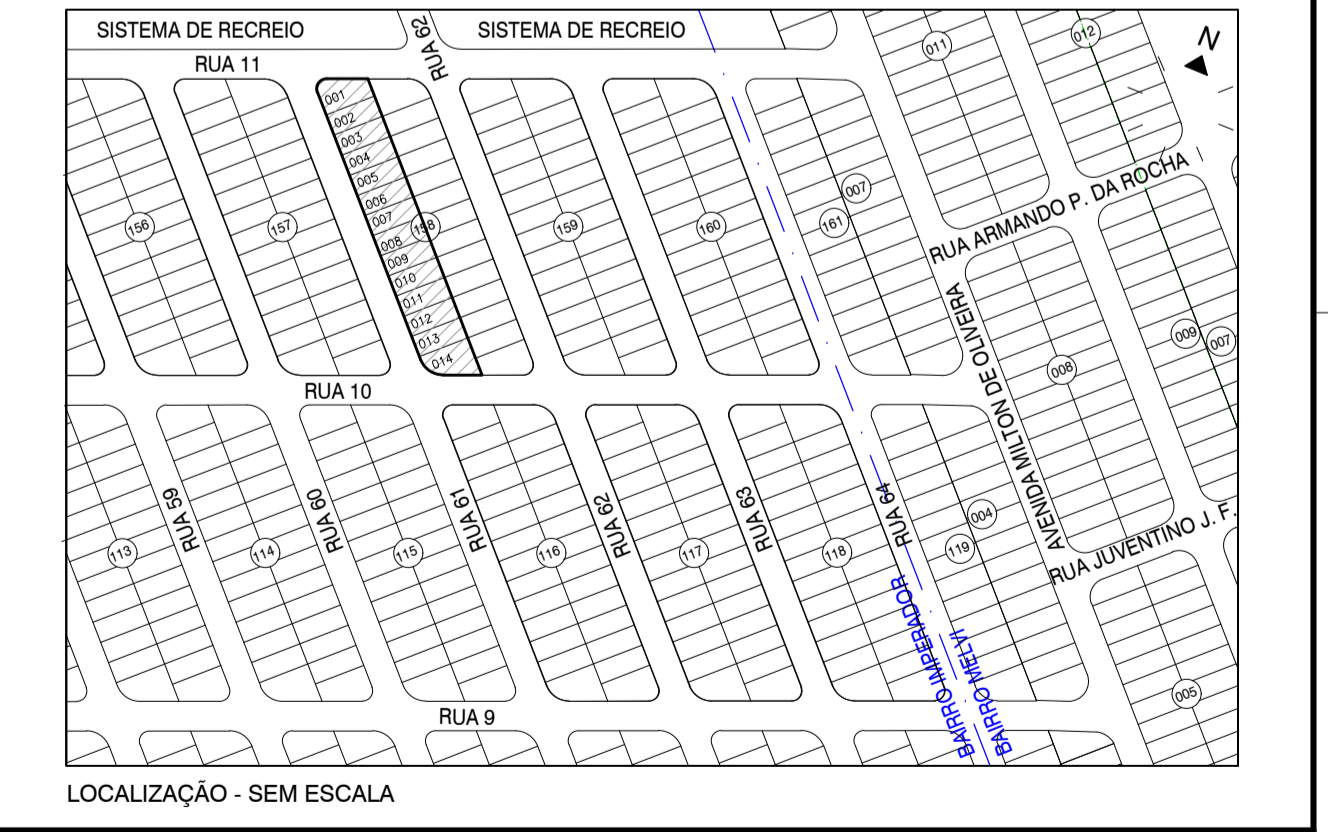 SISTEMA DE RECREIO
RUA 62
SISTEMA DE RECREIO
011
012
N
RUA 11
001
002
003
004
005
006
007
008
009
010
011
012
013
014
156
157
158
159
160
161
007
RUA ARMANDO P. DA ROCHA
AVENIDA MILTON DE OLIVEIRA
008
009
007
RUA 10
113
RUA 59
114
RUA 60
115
RUA 61
116
RUA 62
117
RUA 63
118
RUA 64
119
004
RUA JUVENTINO J. F.
005
BAIRRO IMPERADOR
BAIRRO IMPERADOR
BAIRRO MELVI
BAIRRO MELVI
RUA 9
LOCALIZAÇÃO - SEM ESCALA